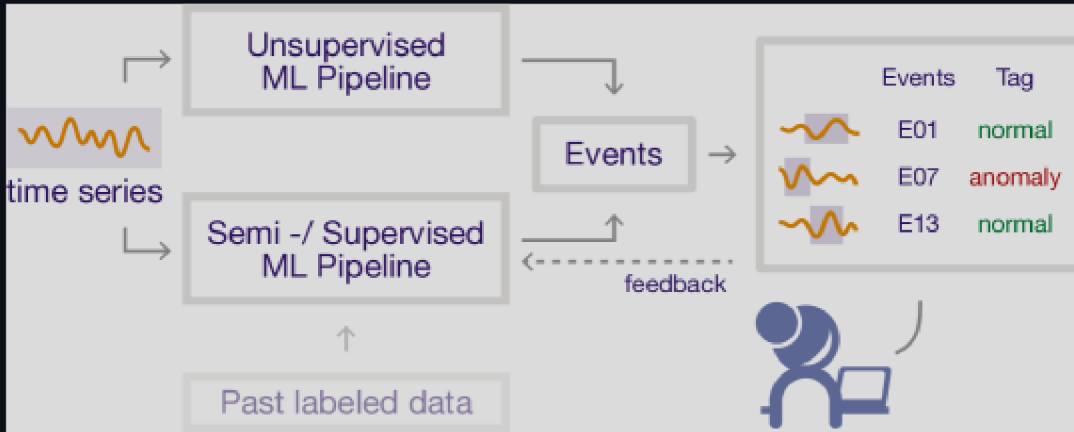 Unsupervised
ML Pipeline
time series
Semi -/ Supervised
ML Pipeline
Past labeled data
Events
feedback
Events Tag
E01 normal
E07 anomaly
E13 normal